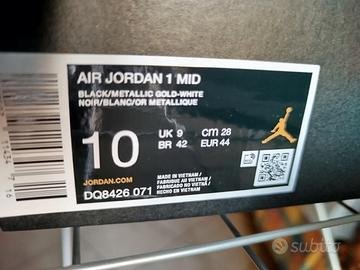 AIR JORDAN 1 MID
BLACK/METALLIC GOLD-WHITE
NOIR/BLANC/OR METALLIQUE
10
UK 9
CM 28
BR 42
EUR 44
JORDAN.COM
DQ8426 071
MADE IN VIETNAM /
FABRIQUE AU VIETNAM /
FABRICADO NO VIETNÃ /
HECHO EN VIETNAM
subito